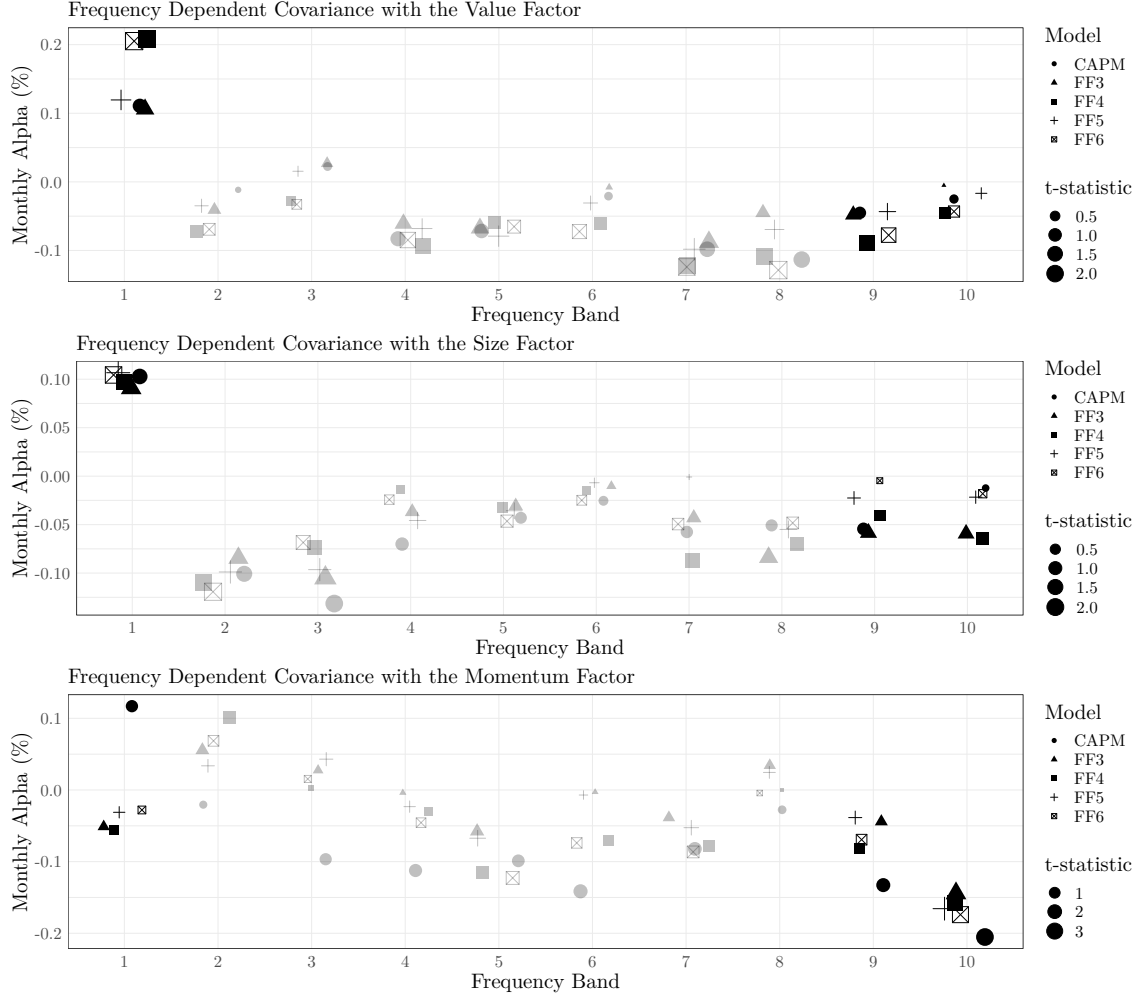 Frequency Dependent Covariance with the Value Factor
Monthly Alpha (%)
0.2
0.1
0.0
-0.1
1 2 3 4 5 6 7 8 9 10
Frequency Band
Model
CAPM
FF3
FF4
FF5
FF6
t-statistic
0.5
1.0
1.5
2.0
Frequency Dependent Covariance with the Size Factor
Monthly Alpha (%)
0.10
0.05
0.00
-0.05
-0.10
1 2 3 4 5 6 7 8 9 10
Frequency Band
Model
CAPM
FF3
FF4
FF5
FF6
t-statistic
0.5
1.0
1.5
2.0
Frequency Dependent Covariance with the Momentum Factor
Monthly Alpha (%)
0.1
0.0
-0.1
-0.2
1 2 3 4 5 6 7 8 9 10
Frequency Band
Model
CAPM
FF3
FF4
FF5
FF6
t-statistic
1
2
3